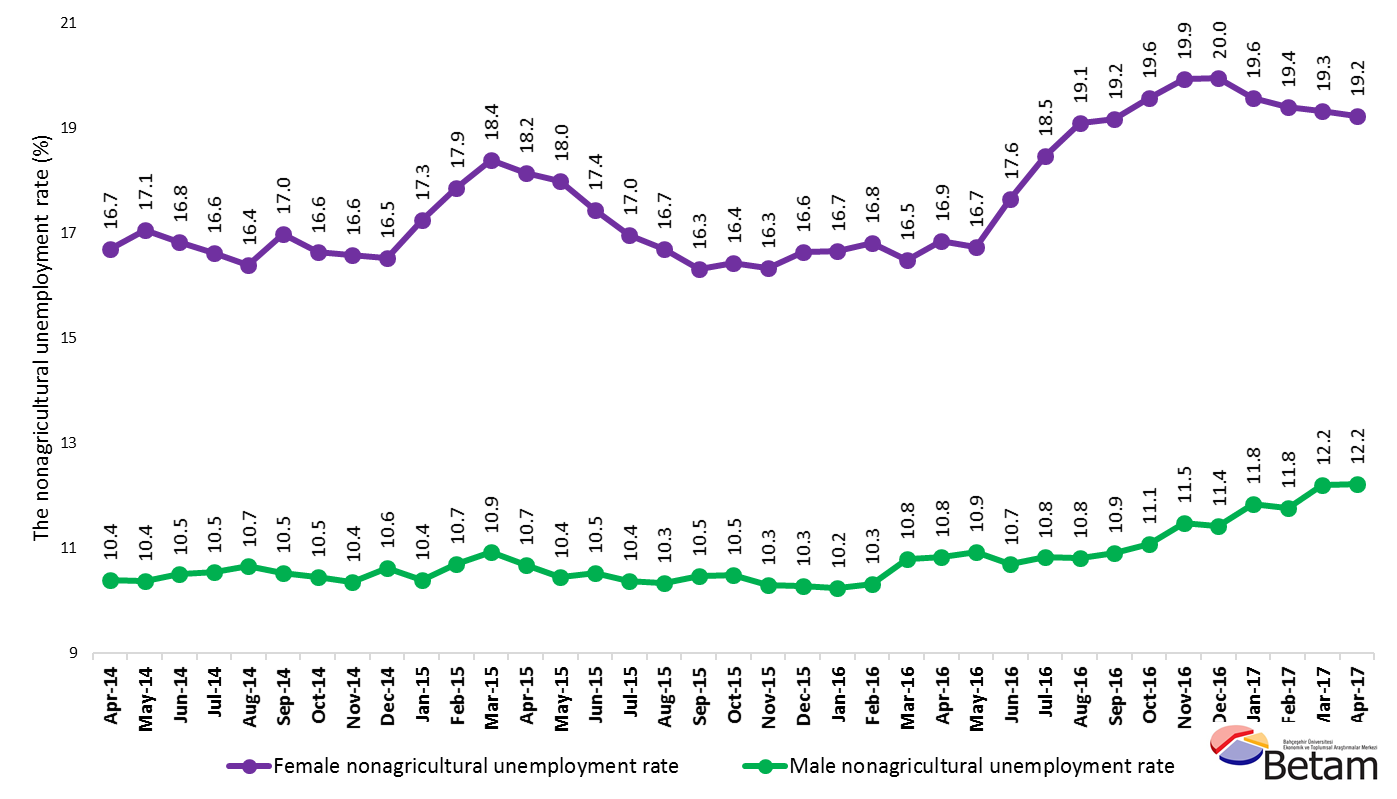 The nonagricultural unemployment rate (%)
21
19
17
15
13
11
9
16.7 17.1 16.8 16.6 16.4 17.0 16.6 16.6 16.5 17.3 17.9 18.4 18.2 18.0 17.4 17.0 16.7 16.3 16.4 16.3 16.6 16.7 16.8 16.5 16.9 16.7 17.6 18.5 19.1 19.2 19.6 19.9 20.0 19.6 19.4 19.3 19.2
10.4 10.4 10.5 10.5 10.7 10.5 10.5 10.4 10.6 10.4 10.7 10.9 10.7 10.4 10.5 10.4 10.3 10.5 10.5 10.3 10.3 10.2 10.3 10.8 10.8 10.9 10.7 10.8 10.8 10.9 11.1 11.5 11.4 11.8 11.8 12.2 12.2
Apr-14 May-14 Jun-14 Jul-14 Aug-14 Sep-14 Oct-14 Nov-14 Dec-14 Jan-15 Feb-15 Mar-15 Apr-15 May-15 Jun-15 Jul-15 Aug-15 Sep-15 Oct-15 Nov-15 Dec-15 Jan-16 Feb-16 Mar-16 Apr-16 May-16 Jun-16 Jul-16 Aug-16 Sep-16 Oct-16 Nov-16 Dec-16 Jan-17 Feb-17 Mar-17 Apr-17
Female nonagricultural unemployment rate
Male nonagricultural unemployment rate
Bahçeşehir Üniversitesi
Ekonomik ve Toplumsal Araştırmalar Merkezi
Betam